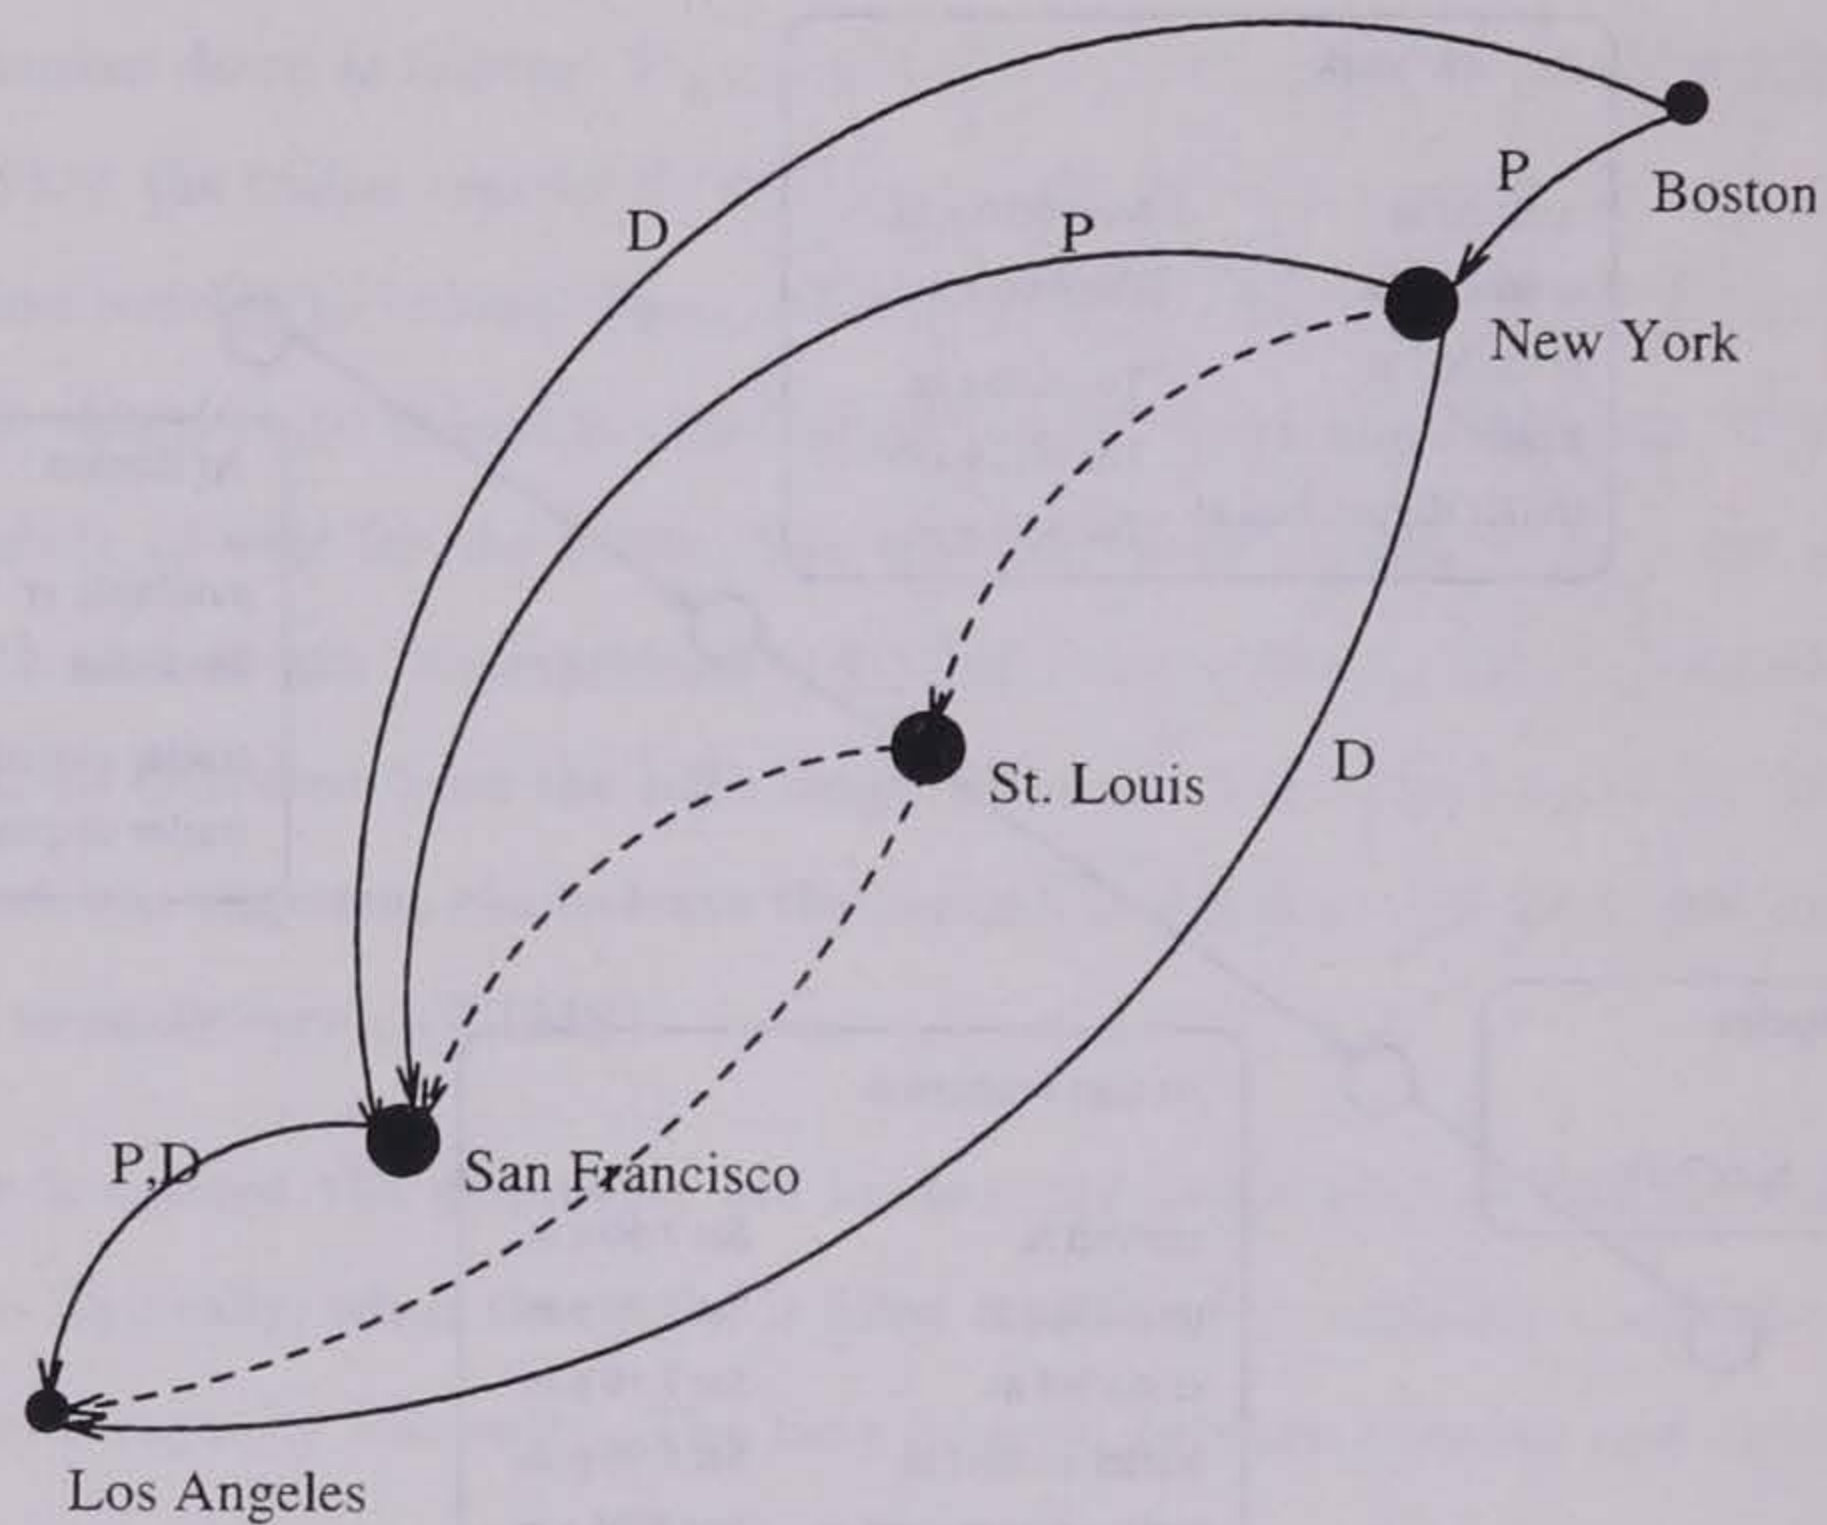 D
P
P
Boston
New York
St. Louis
D
P,D
San Francisco
Los Angeles